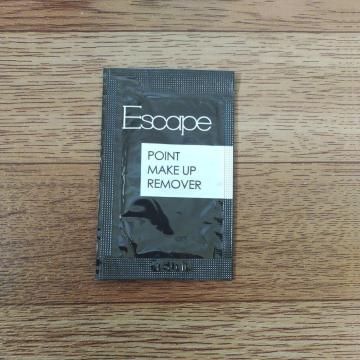 Escape
POINT
MAKE UP
REMOVER